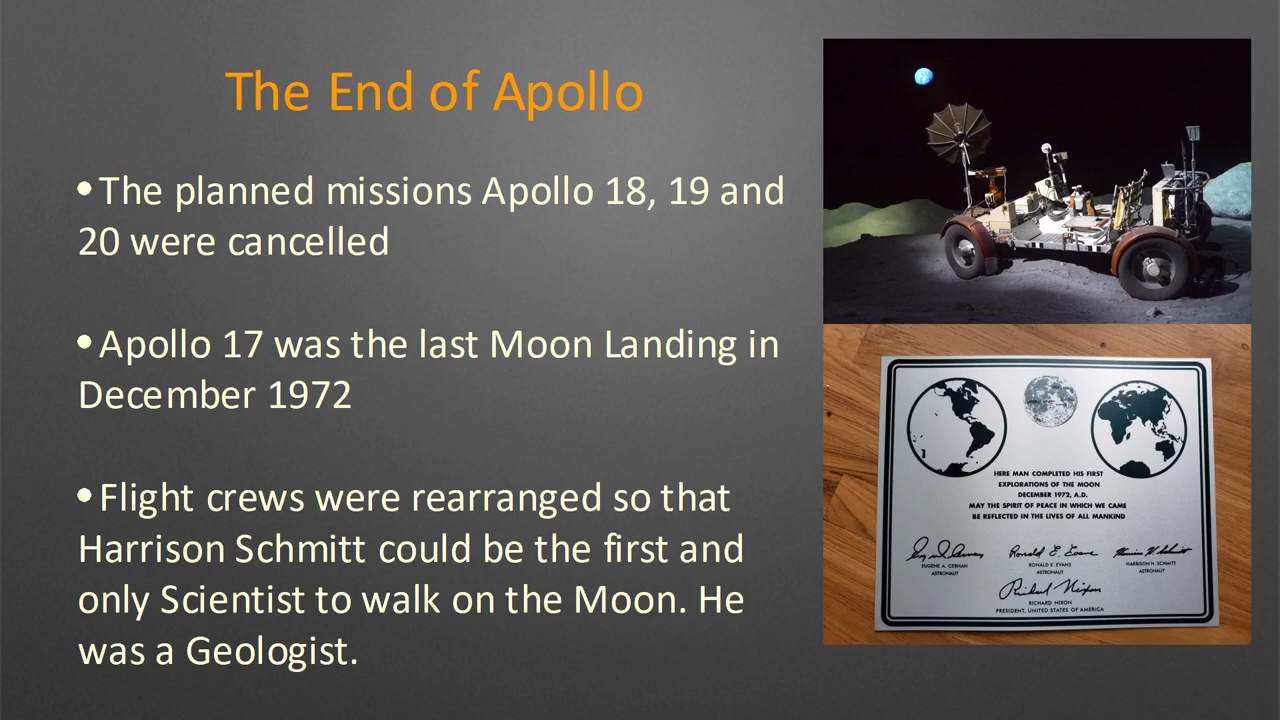 The End of Apollo
•The planned missions Apollo 18, 19 and
20 were cancelled
•Apollo 17 was the last Moon Landing in
December 1972
•Flight crews were rearranged so that
Harrison Schmitt could be the first and
only Scientist to walk on the Moon. He
was a Geologist.
HERE MAN COMPLETED HIS FIRST
EXPLORATIONS OF THE MOON
DECEMBER 1972, A.D.
MAY THE SPIRIT OF PEACE IN WHICH WE CAME
BE REFLECTED IN THE LIVES OF ALL MANKIND
EUGENE A. CERNAN
ASTRONAUT
Ronald E. Evans
RONALD E. EVANS
ASTRONAUT
HARRISON H. SCHMITT
ASTRONAUT
Richard Nixon
RICHARD NIXON
PRESIDENT, UNITED STATES OF AMERICA